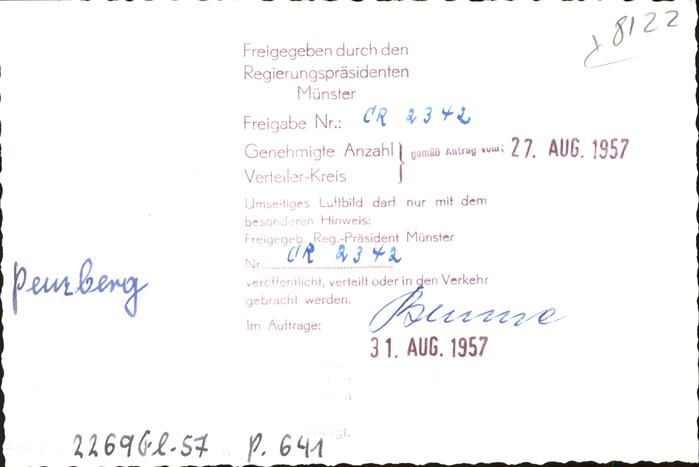 8122
Freigegeben durch den
Regierungspräsidenten
Münster
Freigabe Nr.: CR 2342
Genehmigte Anzahl } gemäß Antrag vom: 27. AUG. 1957
Verteiler-Kreis
Umseitiges Luftbild darf nur mit dem
besonderen Hinweis:
Freigegeb. Reg.-Präsident Münster
Nr. CR 2342
veröffentlicht, verteilt oder in den Verkehr
gebracht werden.
Penzberg
Im Auftrage:
31. AUG. 1957
P. 641